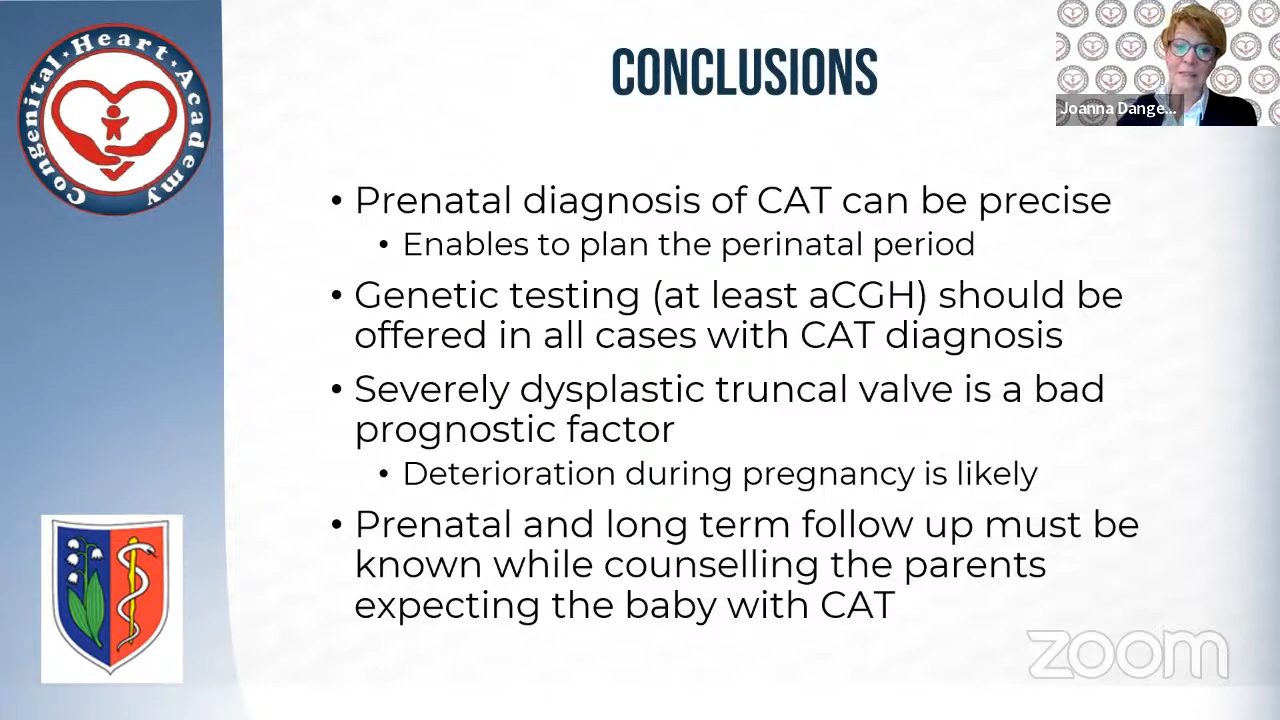 Congenital · Heart · Academy
CONCLUSIONS
Joanna Dange...
• Prenatal diagnosis of CAT can be precise
• Enables to plan the perinatal period
• Genetic testing (at least aCGH) should be
offered in all cases with CAT diagnosis
• Severely dysplastic truncal valve is a bad
prognostic factor
• Deterioration during pregnancy is likely
• Prenatal and long term follow up must be
known while counselling the parents
expecting the baby with CAT
zoom